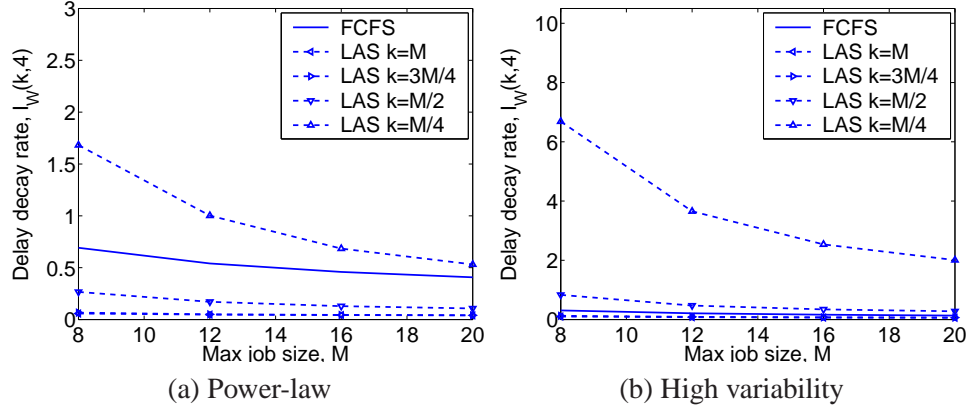 3
2.5
2
1.5
1
0.5
0
8 10 12 14 16 18 20
Delay decay rate, I_W(k,4)
Max job size, M
FCFS
LAS k=M
LAS k=3M/4
LAS k=M/2
LAS k=M/4
(a) Power-law
10
8
6
4
2
0
8 10 12 14 16 18 20
Delay decay rate, I_W(k,4)
Max job size, M
FCFS
LAS k=M
LAS k=3M/4
LAS k=M/2
LAS k=M/4
(b) High variability